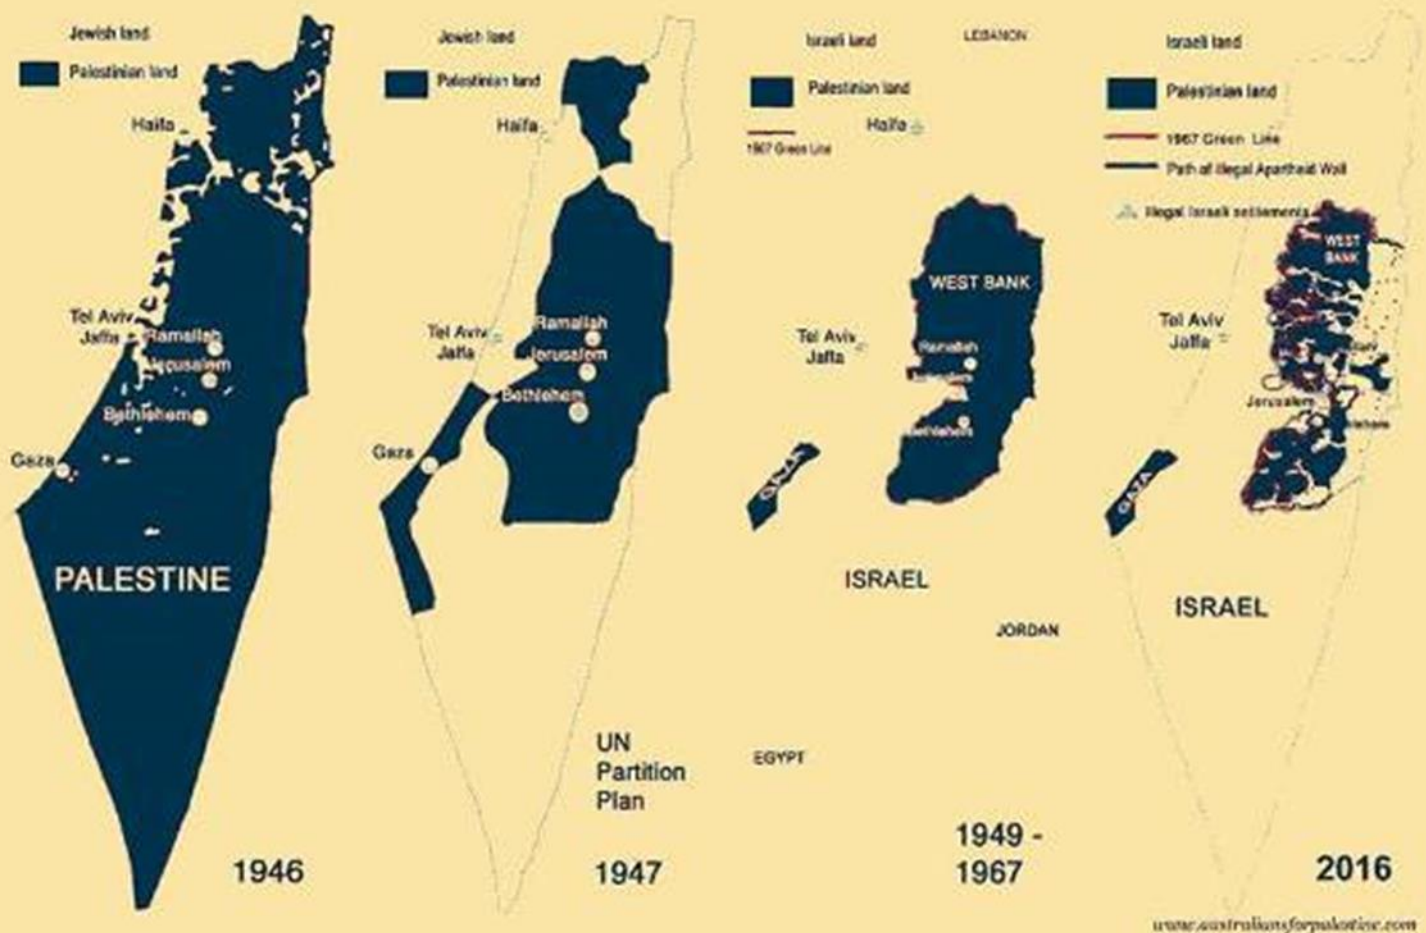 Jewish land
Palestinian land
Haifa
Tel Aviv
Jaffa
Ramallah
Jerusalem
Bethlehem
Gaza
PALESTINE
1946
Jewish land
Palestinian land
Haifa
Tel Aviv
Jaffa
Ramallah
Jerusalem
Bethlehem
Gaza
UN
Partition
Plan
1947
Israeli land
LEBANON
Palestinian land
1967 Green Line
Haifa
WEST BANK
Tel Aviv
Jaffa
Ramallah
Bethlehem
GAZA
ISRAEL
JORDAN
EGYPT
1949 -
1967
Israeli land
Palestinian land
1967 Green Line
Path of Illegal Apartheid Wall
Illegal Israeli settlements
WEST
BANK
Tel Aviv
Jaffa
Jerusalem
GAZA
ISRAEL
2016
www.australiansforpalestine.com